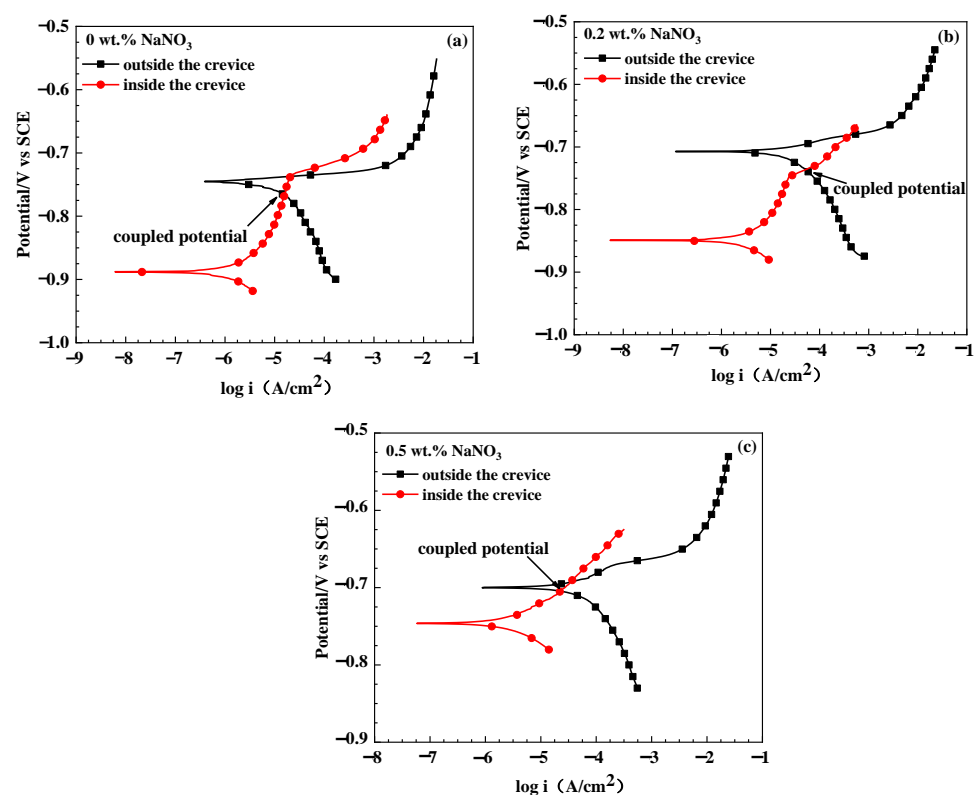 0 wt.% NaNO3
(a)
outside the crevice
inside the crevice
coupled potential
Potential/V vs SCE
−0.5
−0.6
−0.7
−0.8
−0.9
−1.0
−9 −8 −7 −6 −5 −4 −3 −2 −1
log i（A/cm2）
0.2 wt.% NaNO3
(b)
outside the crevice
inside the crevice
coupled potential
Potential/V vs SCE
−0.5
−0.6
−0.7
−0.8
−0.9
−1.0
−9 −8 −7 −6 −5 −4 −3 −2 −1
log i（A/cm2）
0.5 wt.% NaNO3
(c)
outside the crevice
inside the crevice
coupled potential
Potential/V vs SCE
−0.5
−0.6
−0.7
−0.8
−0.9
−8 −7 −6 −5 −4 −3 −2 −1
log i（A/cm2）